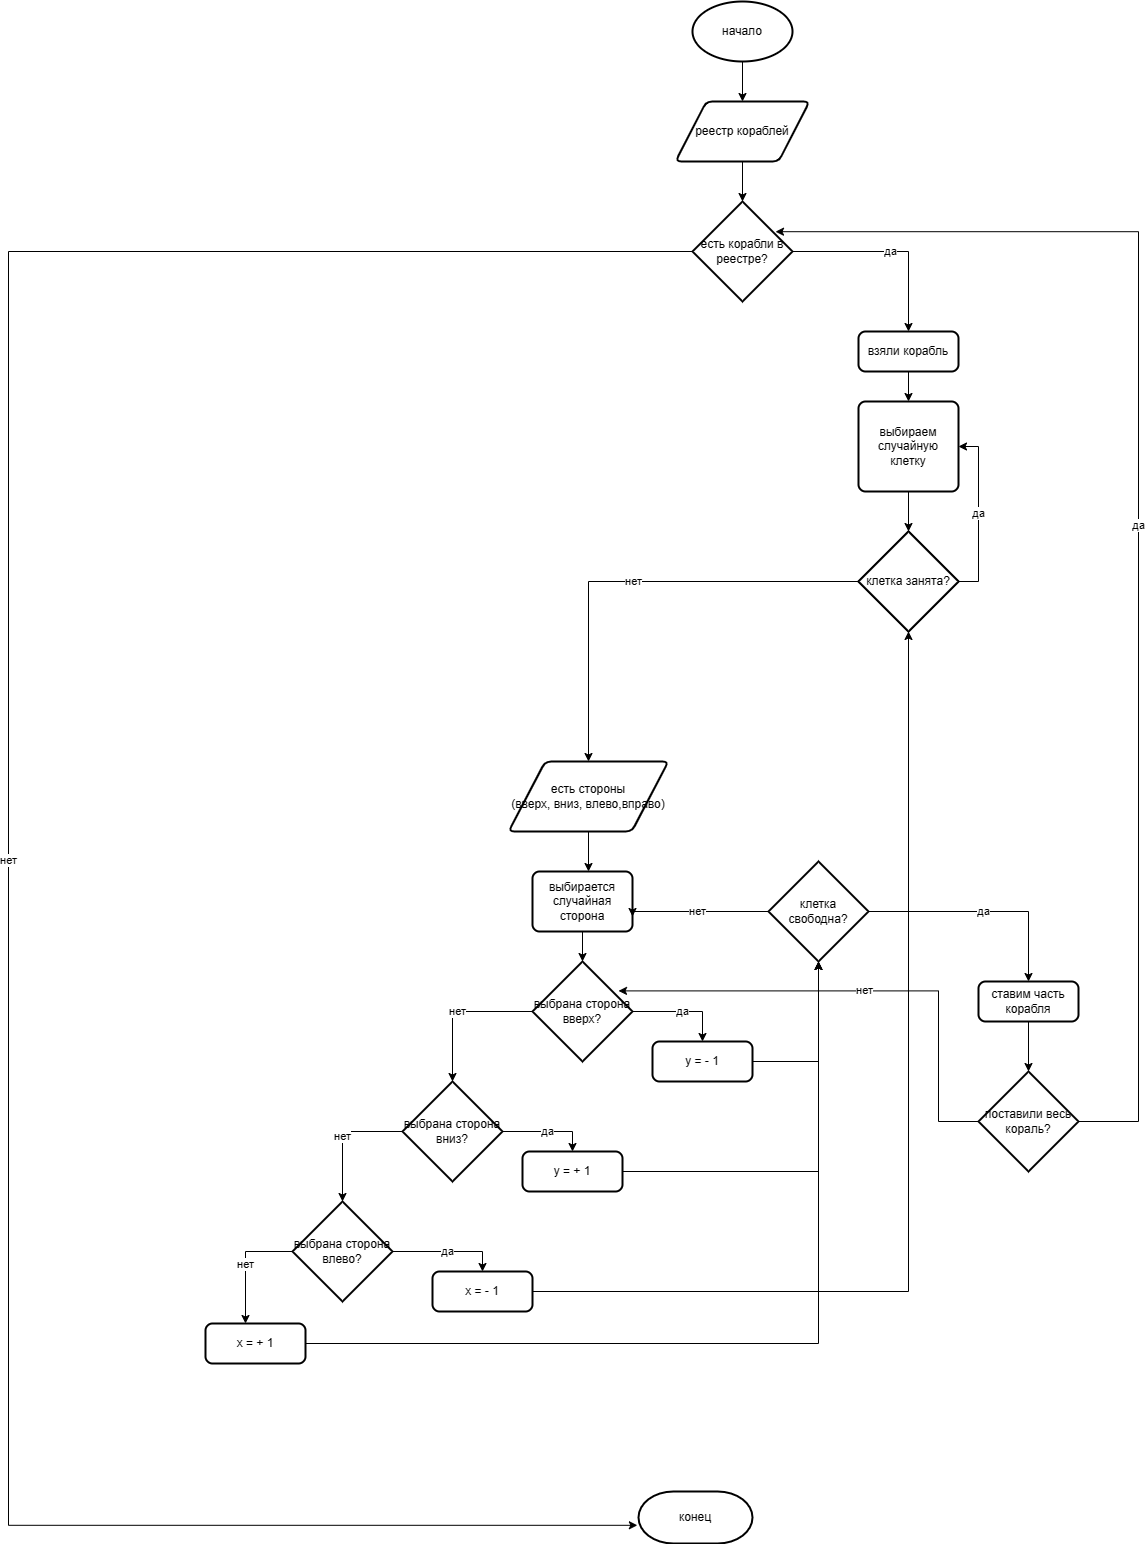 начало
реестр кораблей
есть корабли в
реестре?
да
взяли корабль
выбираем
случайную
клетку
да
да
клетка занята?
нет
есть стороны
(вверх, вниз, влево,вправо)
нет
выбирается
случайная
сторона
нет
клетка
свободна?
да
ставим часть
корабля
нет
выбрана сторона
вверх?
да
нет
y = - 1
поставили весь
кораль?
выбрана сторона
вниз?
да
нет
y = + 1
выбрана сторона
влево?
да
нет
x = - 1
x = + 1
конец